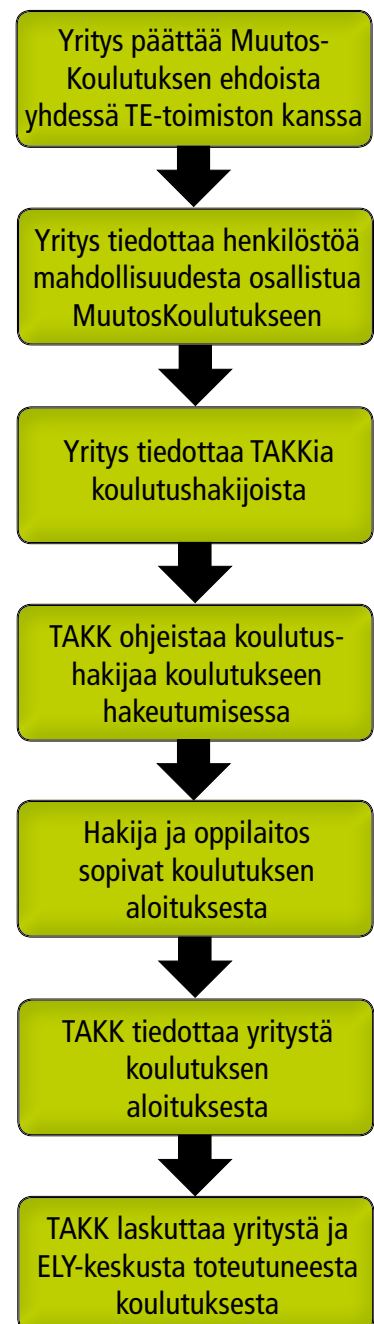 Yritys päättää Muutos-
Koulutuksen ehdoista
yhdessä TE-toimiston kanssa
Yritys tiedottaa henkilöstöä
mahdollisuudesta osallistua
MuutosKoulutukseen
Yritys tiedottaa TAKKia
koulutushakijoista
TAKK ohjeistaa koulutus-
hakijaa koulutukseen
hakeutumisessa
Hakija ja oppilaitos
sopivat koulutuksen
aloituksesta
TAKK tiedottaa yritystä
koulutuksen
aloituksesta
TAKK laskuttaa yritystä ja
ELY-keskusta toteutuneesta
koulutuksesta